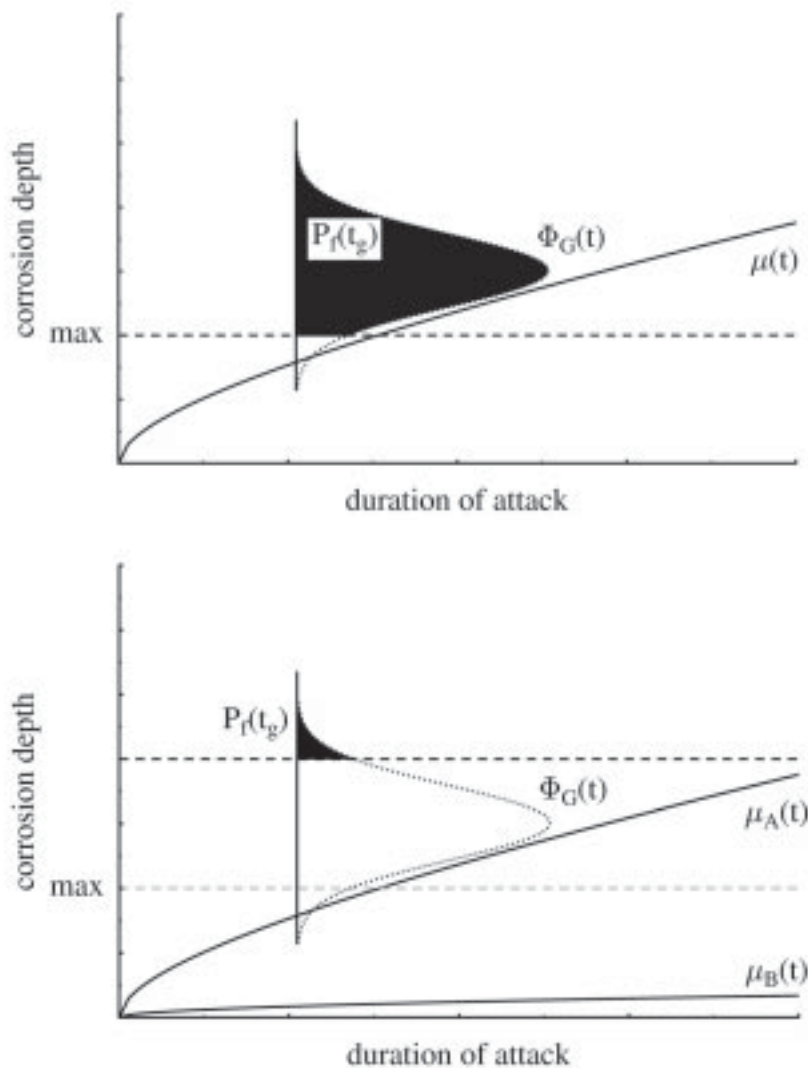 corrosion depth
P_f(t_g)
Φ_G(t)
μ(t)
max
duration of attack
corrosion depth
P_f(t_g)
Φ_G(t)
μ_A(t)
max
μ_B(t)
duration of attack